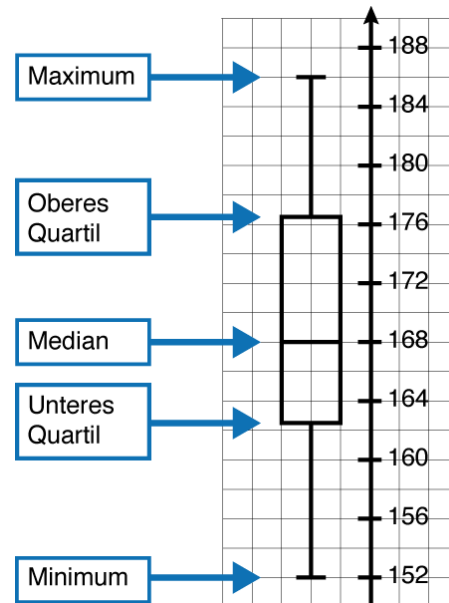 Maximum
Oberes
Quartil
Median
Unteres
Quartil
Minimum
188
184
180
176
172
168
164
160
156
152